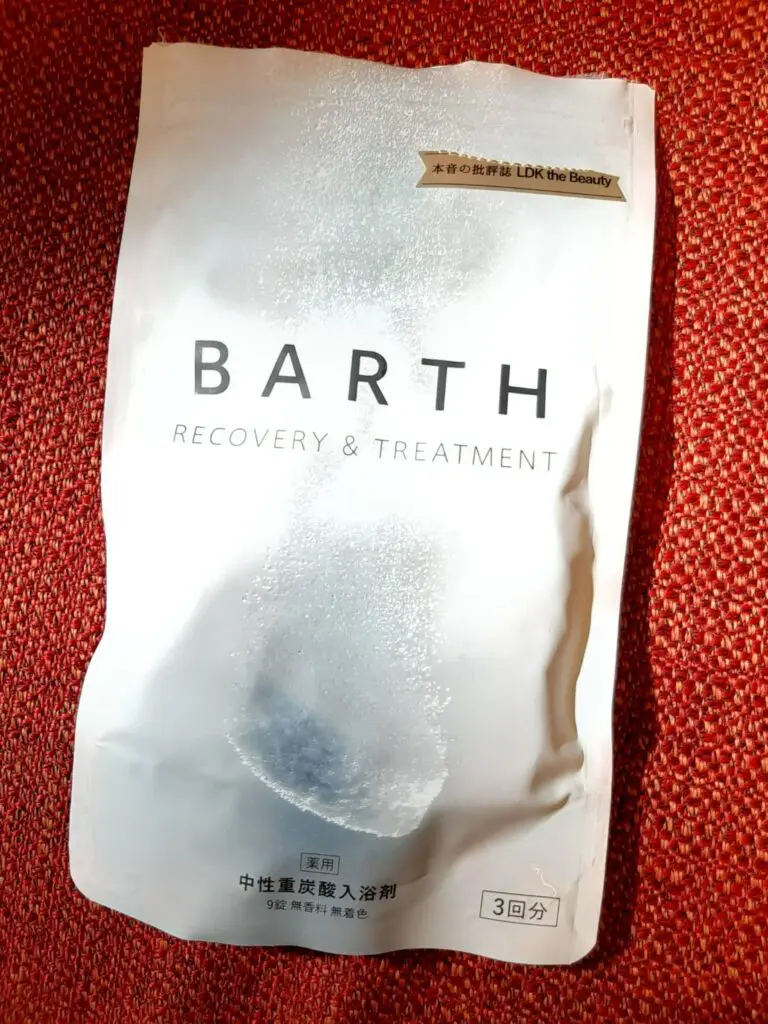 本音の批評誌 LDK the Beauty
BARTH
RECOVERY & TREATMENT
薬用
中性重炭酸入浴剤
9錠 無香料 無着色
3回分